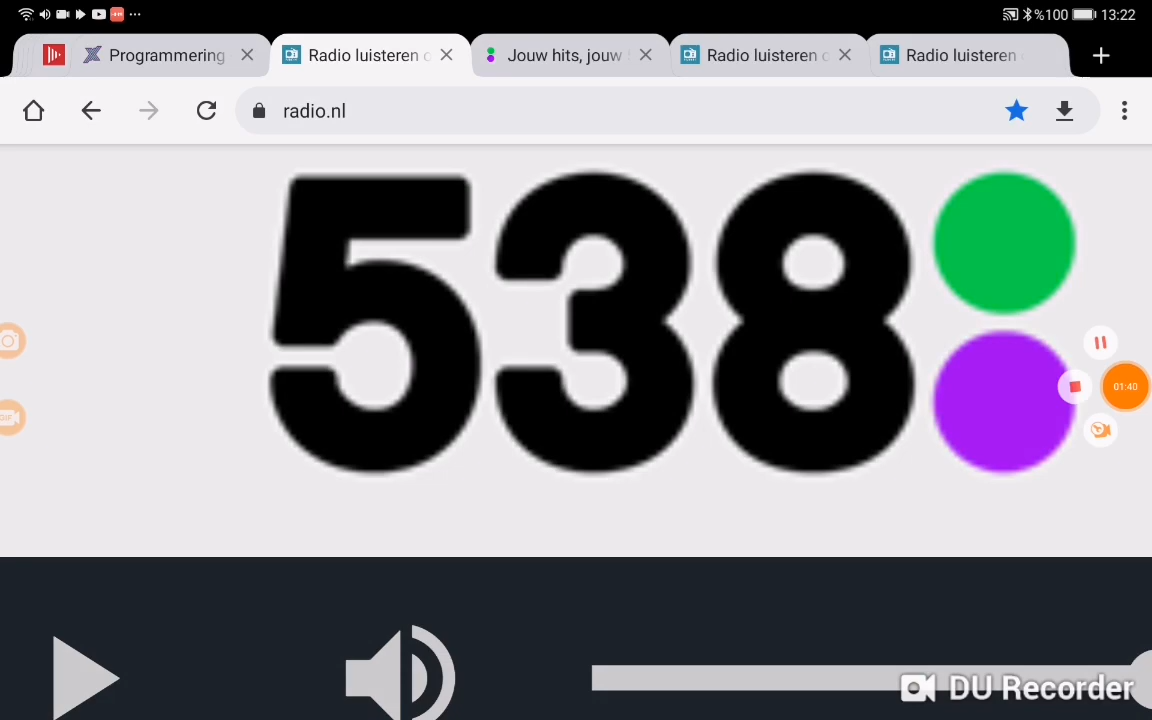 %100 13:22
Programmering
Radio luisteren o
Jouw hits, jouw
Radio luisteren o
Radio luisteren
radio.nl
538
01:40
GIF
DU Recorder